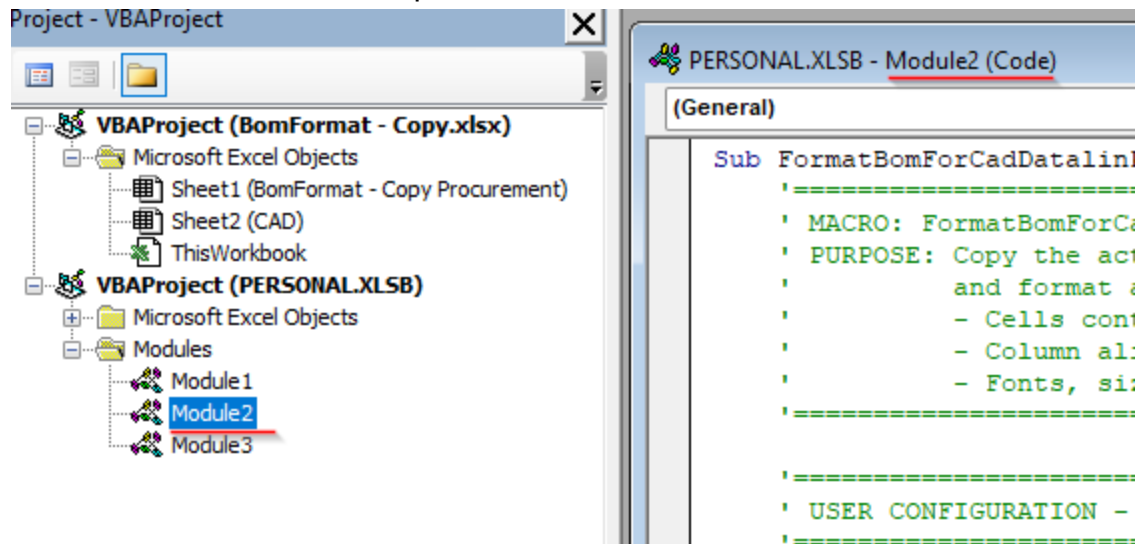 Project - VBAProject
VBAProject (BomFormat - Copy.xlsx)
Microsoft Excel Objects
Sheet1 (BomFormat - Copy Procurement)
Sheet2 (CAD)
ThisWorkbook
VBAProject (PERSONAL.XLSB)
Microsoft Excel Objects
Modules
Module1
Module2
Module3
PERSONAL.XLSB - Module2 (Code)
(General)
Sub FormatBomForCadDatalin
'==========================
' MACRO: FormatBomForCa
' PURPOSE: Copy the act
' and format a
' - Cells cont
' - Column ali
' - Fonts, siz
'==========================
'==========================
' USER CONFIGURATION -
'==========================